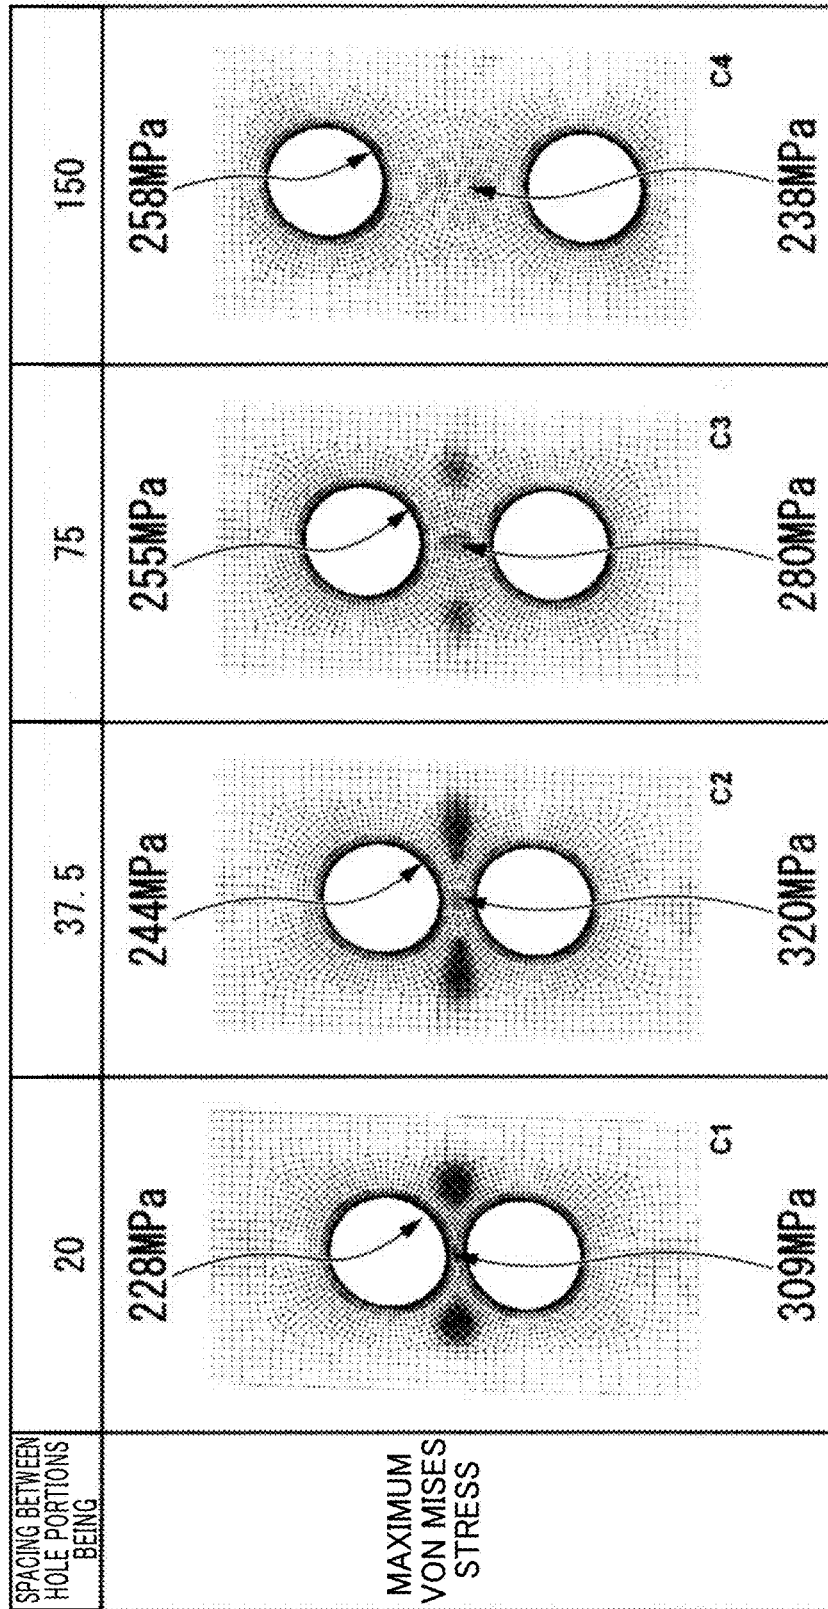 SPACING BETWEEN
HOLE PORTIONS
BEING
20
37.5
75
150
MAXIMUM
VON MISES
STRESS
228MPa
309MPa
C1
244MPa
320MPa
C2
255MPa
280MPa
C3
258MPa
238MPa
C4